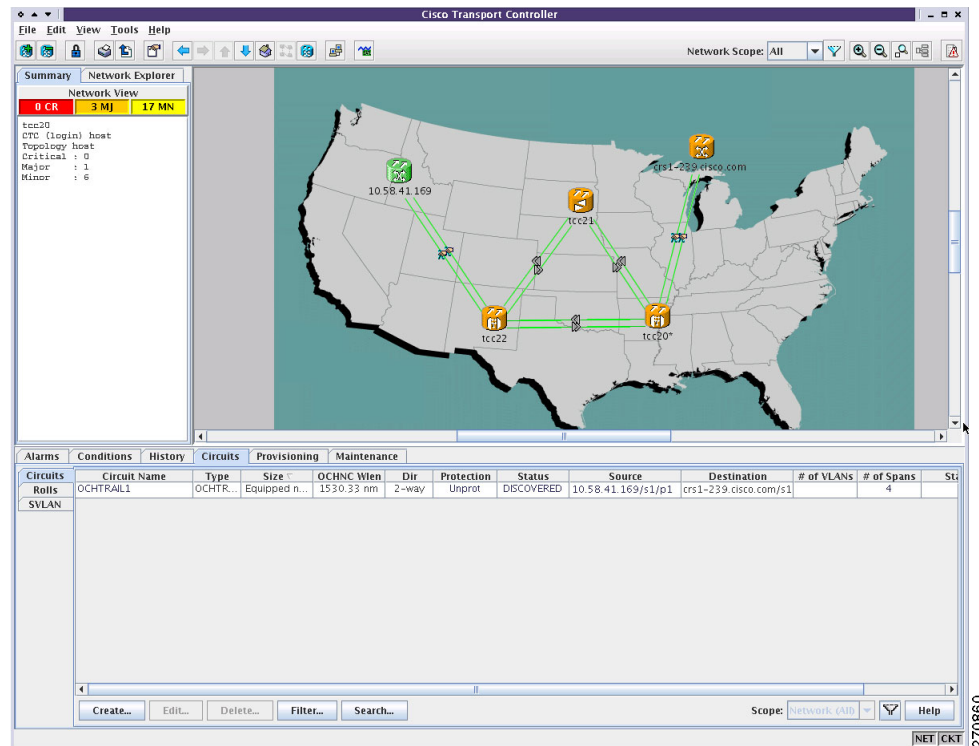 Cisco Transport Controller
File Edit View Tools Help
Network Scope: All
Summary Network Explorer
Network View
0 CR 3 MJ 17 MN
tcc20
CTC (login) host
Topology host
Critical : 0
Major : 1
Minor : 6
crs1-239.cisco.com
10.58.41.169
tcc21
tcc22
tcc20*
Alarms Conditions History Circuits Provisioning Maintenance
Circuits
Rolls
SVLAN
Circuit Name Type Size OCHNC Wlen Dir Protection Status Source Destination # of VLANs # of Spans Sta
OCHTRAIL1 OCHTR... Equipped n... 1530.33 nm 2-way Unprot DISCOVERED 10.58.41.169/s1/p1 crs1-239.cisco.com/s1 4
Create... Edit... Delete... Filter... Search... Scope: Network (All) Help
NET CKT